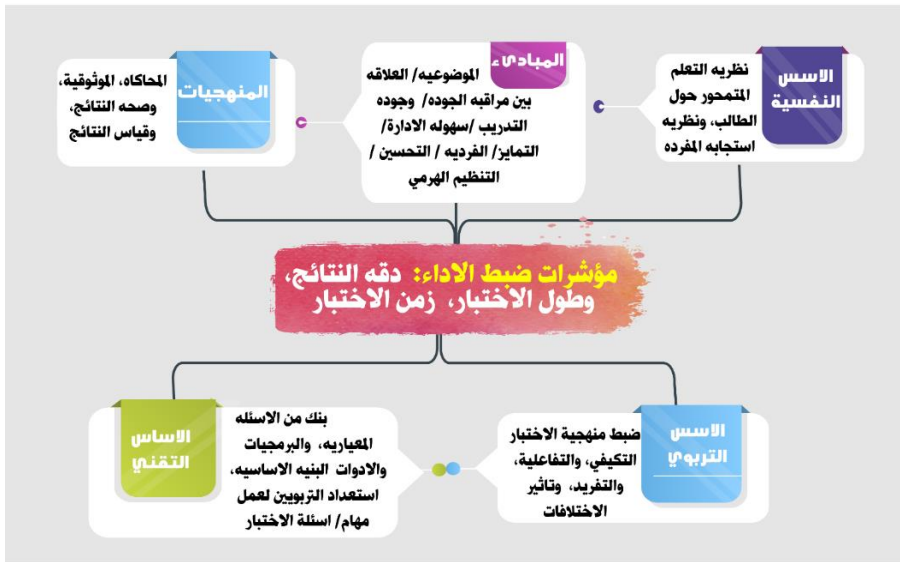 الاسس
النفسية
نظريه التعلم
المتمحور حول
الطالب، ونظريه
استجابه المفرده
المبادىء
الموضوعيه/ العلاقه
بين مراقبه الجوده/ وجوده
التدريب /سهوله الادارة/
التمايز/ الفرديه / التحسين /
التنظيم الهرمي
المنهجيات
المحاكاه، الموثوقية،
وصحه النتائج،
وقياس النتائج
مؤشرات ضبط الاداء: دقه النتائج،
وطول الاختبار، زمن الاختبار
الاسس
التربوي
ضبط منهجية الاختبار
التكيفي، والتفاعلية،
والتفريد، وتاثير
الاختلافات
الاساس
التقني
بنك من الاسئله
المعياريه، والبرمجيات
والادوات البنيه الاساسيه،
استعداد التربويين لعمل
مهام/ اسئلة الاختبار